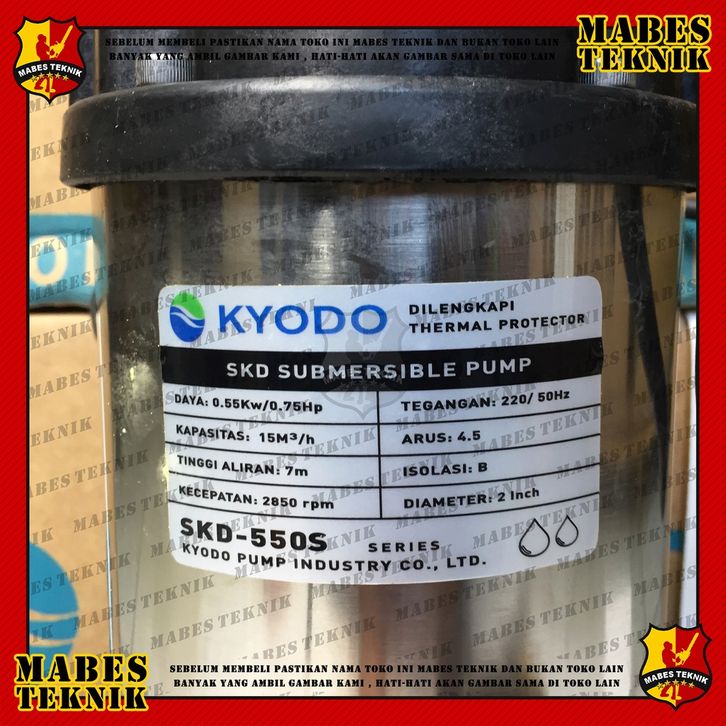 SEBELUM MEMBELI PASTIKAN NAMA TOKO INI MABES TEKNIK DAN BUKAN TOKO LAIN
BANYAK YANG AMBIL GAMBAR KAMI , HATI-HATI AKAN GAMBAR SAMA DI TOKO LAIN
MABES TEKNIK
MABES
TEKNIK
KYODO
DILENGKAPI
THERMAL PROTECTOR
SKD SUBMERSIBLE PUMP
DAYA: 0.55Kw/0.75Hp
TEGANGAN: 220/ 50Hz
KAPASITAS: 15M³/h
ARUS: 4.5
TINGGI ALIRAN: 7m
ISOLASI: B
KECEPATAN: 2850 rpm
DIAMETER: 2 Inch
SKD-550S SERIES
KYODO PUMP INDUSTRY CO., LTD.
MABES TEKNIK
MABES
TEKNIK
SEBELUM MEMBELI PASTIKAN NAMA TOKO INI MABES TEKNIK DAN BUKAN TOKO LAIN
BANYAK YANG AMBIL GAMBAR KAMI , HATI-HATI AKAN GAMBAR SAMA DI TOKO LAIN
MABES TEKNIK